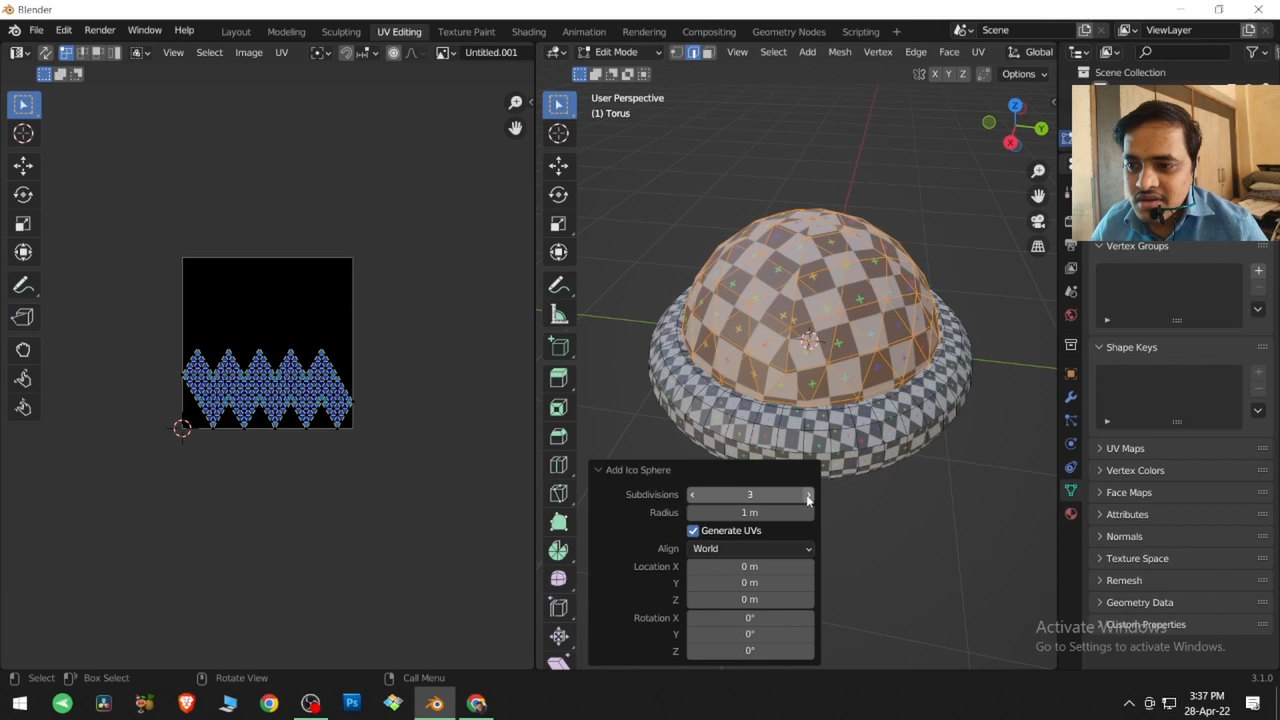 Blender
File Edit Render Window Help Layout Modeling Sculpting UV Editing Texture Paint Shading Animation Rendering Compositing Geometry Nodes Scripting Scene ViewLayer
View Select Image UV Untitled.001 Edit Mode View Select Add Mesh Vertex Edge Face UV Global
X Y Z Options Scene Collection
User Perspective
(1) Torus
Z
Y
X
Vertex Groups
Shape Keys
UV Maps
Vertex Colors
Face Maps
Attributes
Normals
Texture Space
Remesh
Geometry Data
Custom Properties
Add Ico Sphere
Subdivisions 3
Radius 1 m
Generate UVs
Align World
Location X 0 m
Y 0 m
Z 0 m
Rotation X 0°
Y 0°
Z 0°
Activate Windows
Go to Settings to activate Windows.
Select Box Select Rotate View Call Menu 3.1.0
Ps
3:37 PM
28-Apr-22